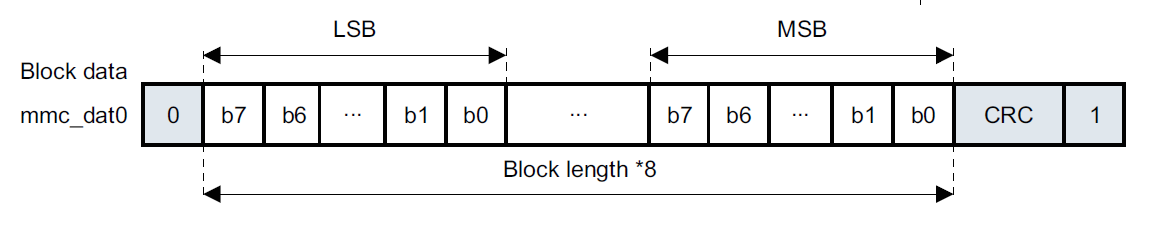 LSB MSB
Block data
mmc_dat0 0 b7 b6 ... b1 b0 ... b7 b6 ... b1 b0 CRC 1
Block length *8